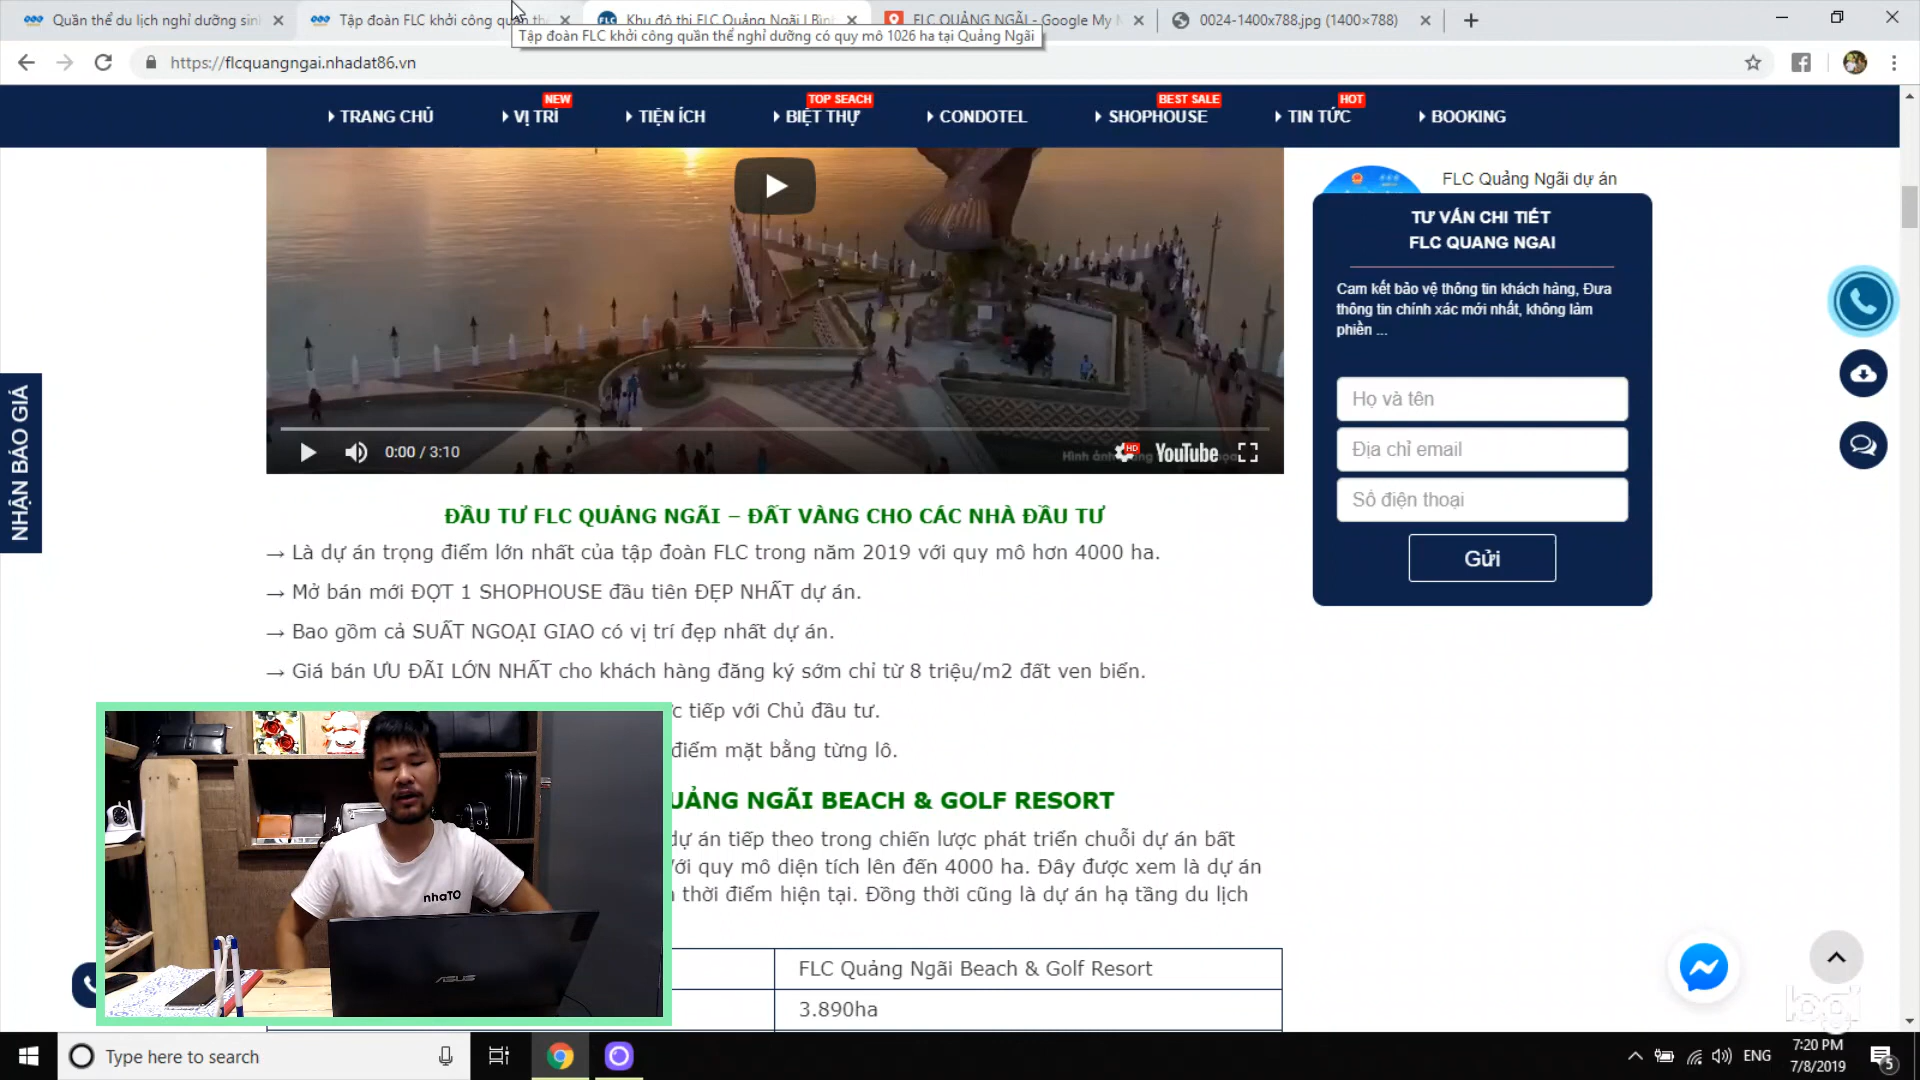 Quần thể du lịch nghỉ dưỡng sinh
Tập đoàn FLC khởi công quần thể
Khu đô thị FLC Quảng Ngãi | Bình
FLC QUẢNG NGÃI - Google My M
0024-1400x788.jpg (1400×788)
Tập đoàn FLC khởi công quần thể nghỉ dưỡng có quy mô 1026 ha tại Quảng Ngãi
https://flcquangngai.nhadat86.vn
NEW
TOP SEACH
BEST SALE
HOT
TRANG CHỦ
VỊ TRÍ
TIỆN ÍCH
BIỆT THỰ
CONDOTEL
SHOPHOUSE
TIN TỨC
BOOKING
FLC Quảng Ngãi dự án
TƯ VẤN CHI TIẾT
FLC QUANG NGAI
Cam kết bảo vệ thông tin khách hàng, Đưa
thông tin chính xác mới nhất, không làm
phiền ...
Họ và tên
Địa chỉ email
Số điện thoại
Gửi
NHẬN BÁO GIÁ
0:00 / 3:10
Hình ảnh
HD
YouTube
ĐẦU TƯ FLC QUẢNG NGÃI – ĐẤT VÀNG CHO CÁC NHÀ ĐẦU TƯ
→ Là dự án trọng điểm lớn nhất của tập đoàn FLC trong năm 2019 với quy mô hơn 4000 ha.
→ Mở bán mới ĐỢT 1 SHOPHOUSE đầu tiên ĐẸP NHẤT dự án.
→ Bao gồm cả SUẤT NGOẠI GIAO có vị trí đẹp nhất dự án.
→ Giá bán ƯU ĐÃI LỚN NHẤT cho khách hàng đăng ký sớm chỉ từ 8 triệu/m2 đất ven biển.
tiếp với Chủ đầu tư.
điểm mặt bằng từng lô.
QUẢNG NGÃI BEACH & GOLF RESORT
dự án tiếp theo trong chiến lược phát triển chuỗi dự án bất
với quy mô diện tích lên đến 4000 ha. Đây được xem là dự án
thời điểm hiện tại. Đồng thời cũng là dự án hạ tầng du lịch
FLC Quảng Ngãi Beach & Golf Resort
3.890ha
nhaTO
ASUS
logi
Type here to search
ENG
7:20 PM
7/8/2019
5